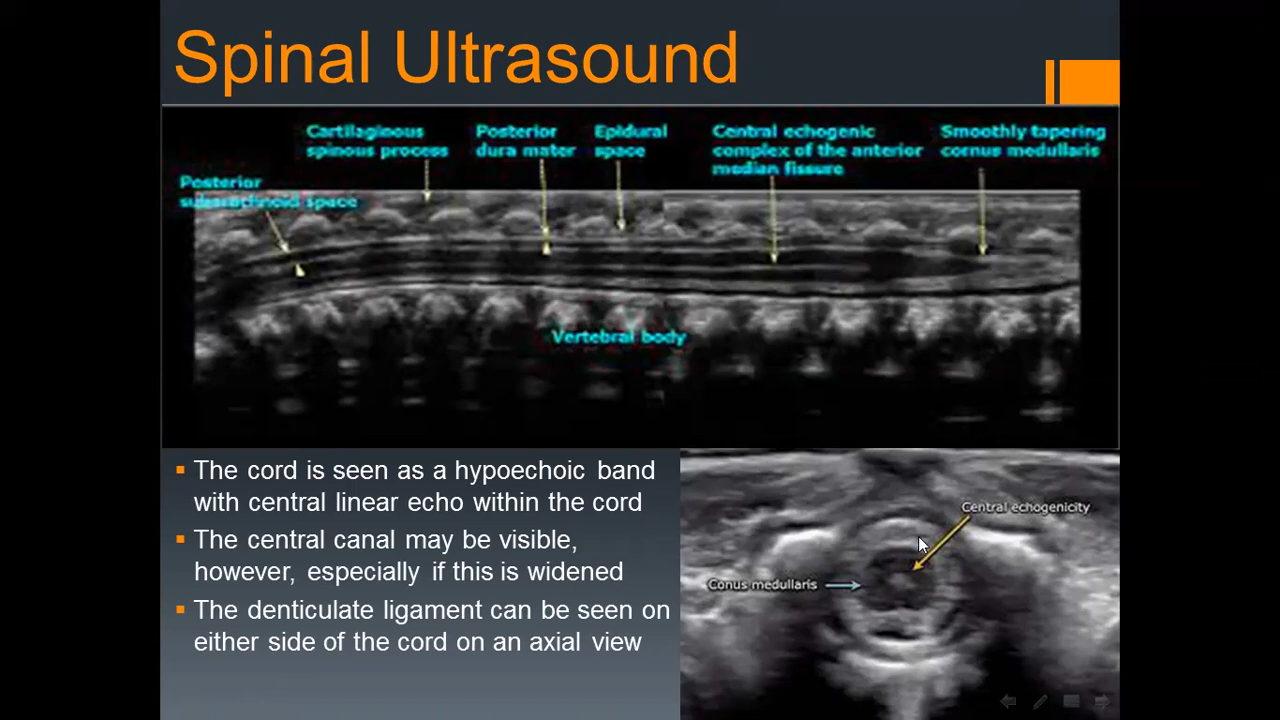 Spinal Ultrasound
Cartilaginous
spinous process
Posterior
dura mater
Epidural
space
Central echogenic
complex of the anterior
median fissure
Smoothly tapering
cornus medullaris
Posterior
subarachnoid space
Vertebral body
▪ The cord is seen as a hypoechoic band
with central linear echo within the cord
▪ The central canal may be visible,
however, especially if this is widened
▪ The denticulate ligament can be seen on
either side of the cord on an axial view
Central echogenicity
Conus medullaris